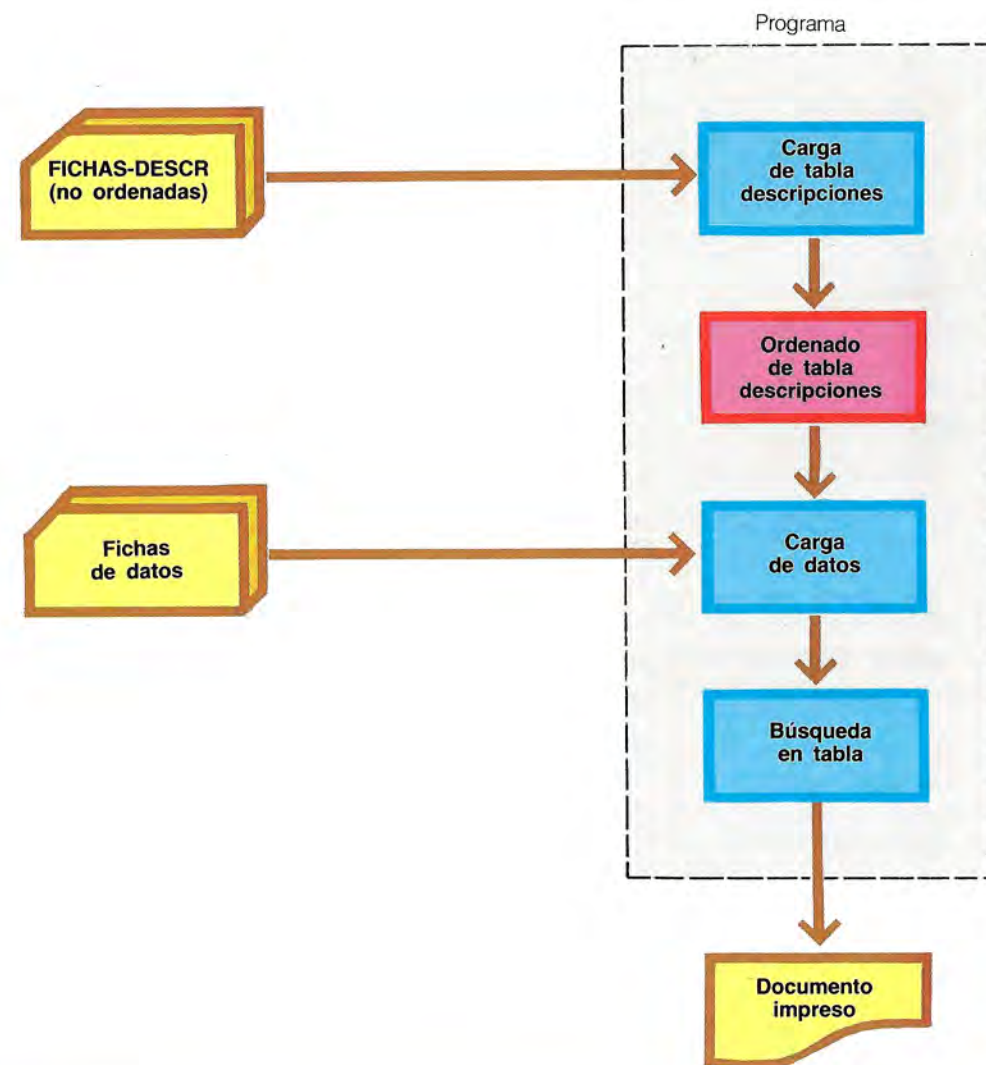 Programa
FICHAS-DESCR
(no ordenadas)
Carga
de tabla
descripciones
Ordenado
de tabla
descripciones
Fichas
de datos
Carga
de datos
Búsqueda
en tabla
Documento
impreso